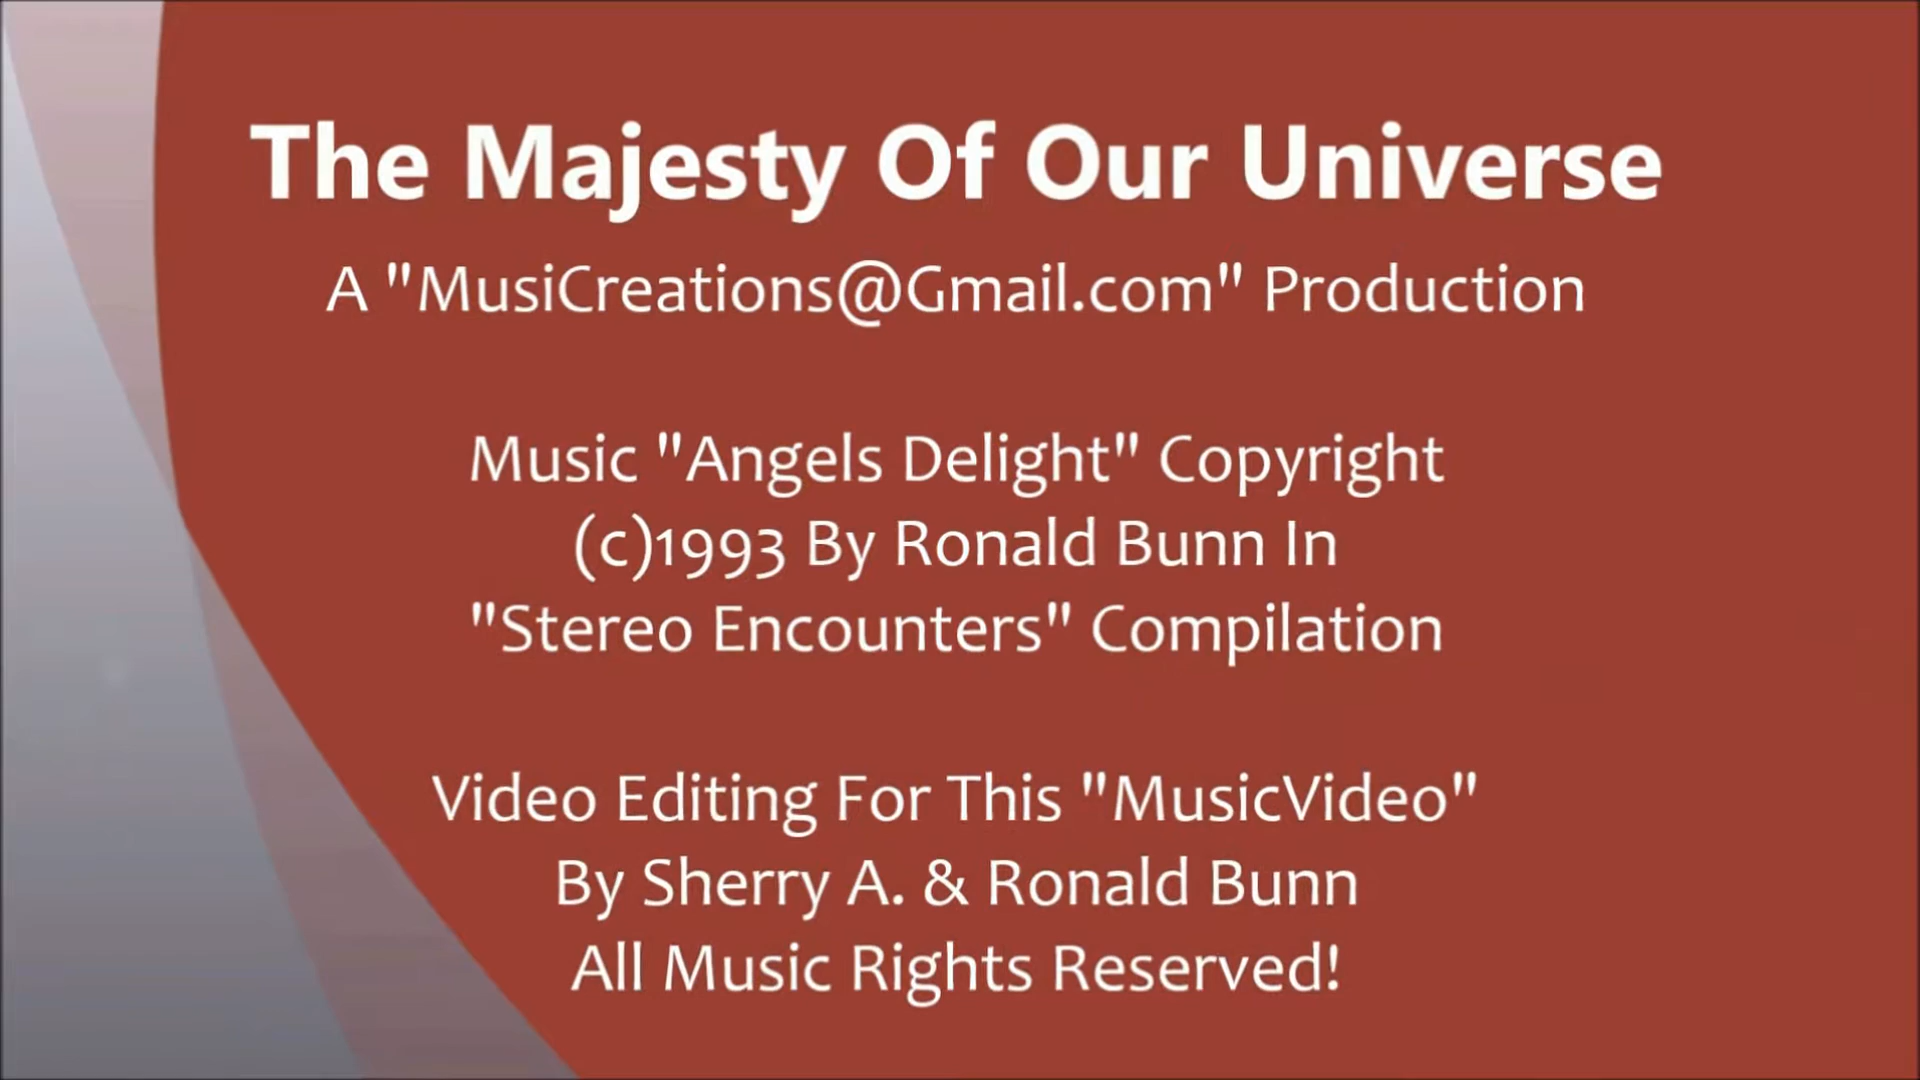 The Majesty Of Our Universe
A "MusiCreations@Gmail.com" Production
Music "Angels Delight" Copyright
(c)1993 By Ronald Bunn In
"Stereo Encounters" Compilation
Video Editing For This "MusicVideo"
By Sherry A. & Ronald Bunn
All Music Rights Reserved!